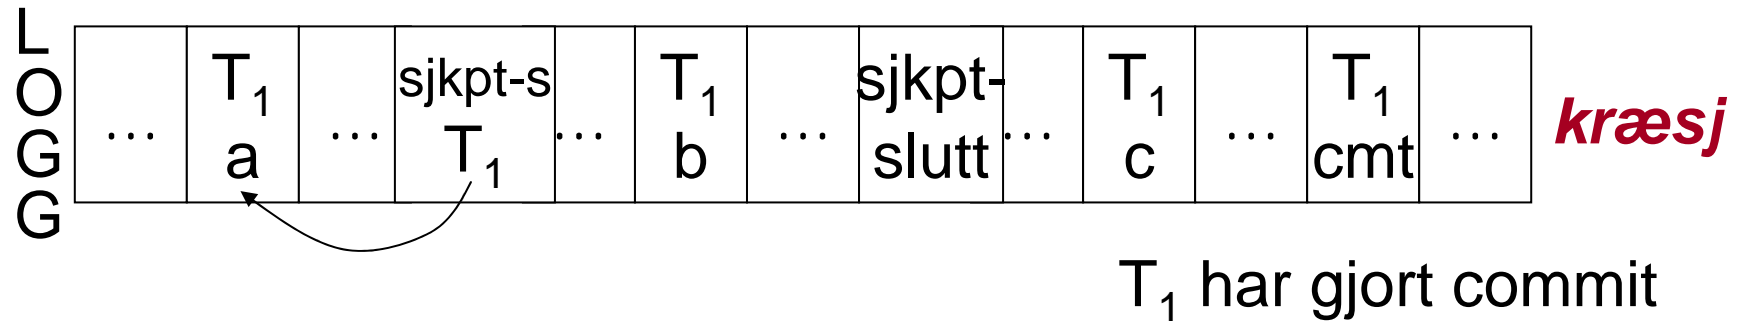 LOGG
… T₁ … sjkpt-s … T₁ … sjkpt- … T₁ … T₁ …
a T₁ b slutt c cmt
kræsj
T₁ har gjort commit